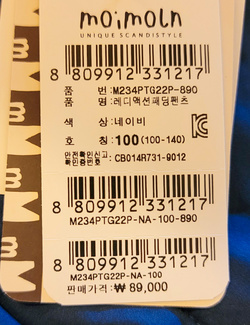 moimoln
UNIQUE SCANDISTYLE
8 809912 331217
품 번:M234PTG22P-890
품 명:레디액션패딩팬츠
색 상:네이비
호 칭:100(100-140)
안전확인신고
확인증번호: CB014R731-9012
8 809912 331217
M234PTG22P-NA-100-890
8 809912 331217
M234PTG22P-NA-100
판매가격:₩ 89,000